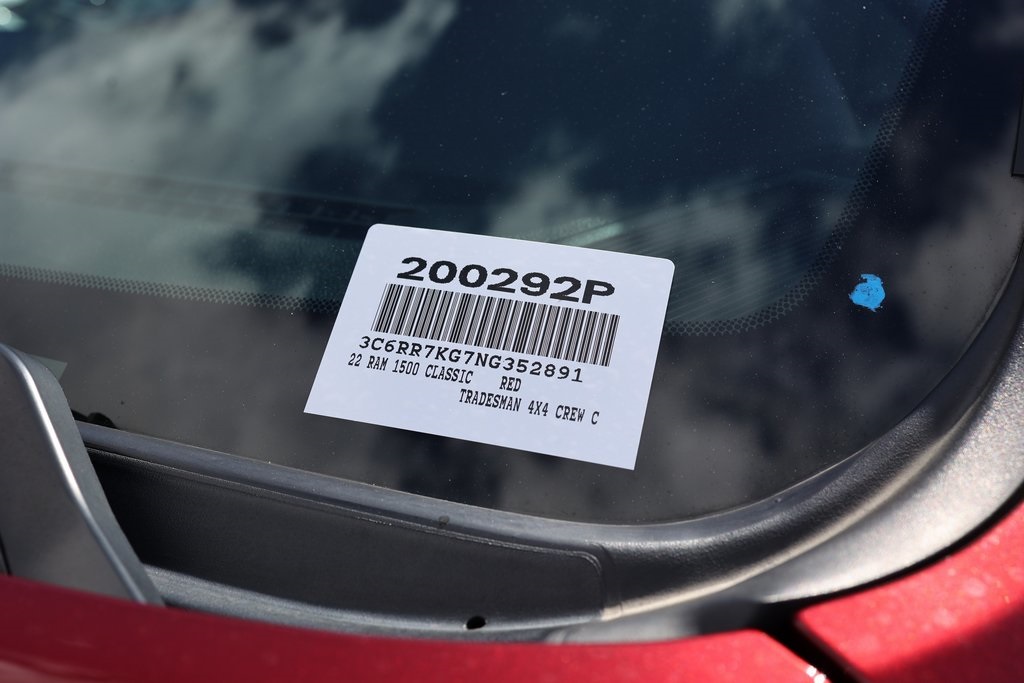 200292P
3C6RR7KG7NG352891
22 RAM 1500 CLASSIC RED
TRADESMAN 4X4 CREW C